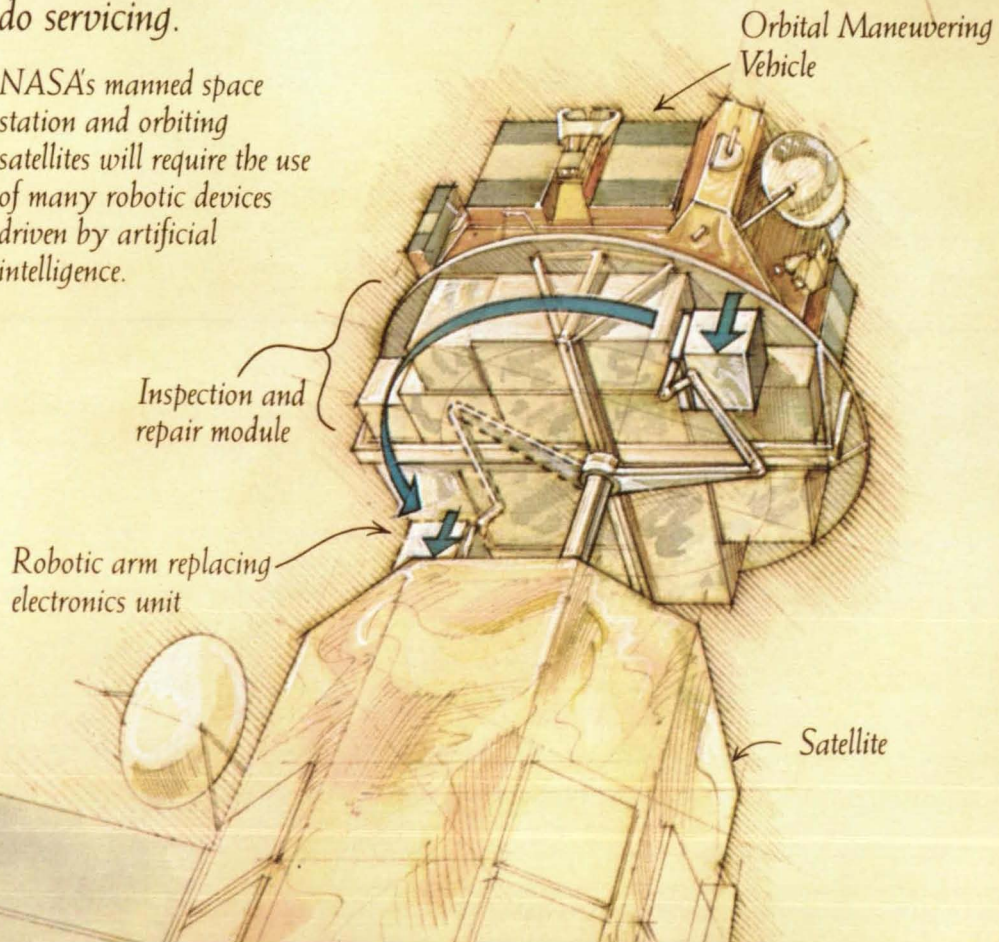 do servicing.
NASA's manned space
station and orbiting
satellites will require the use
of many robotic devices
driven by artificial
intelligence.
Orbital Maneuvering
Vehicle
Inspection and
repair module
Robotic arm replacing
electronics unit
Satellite